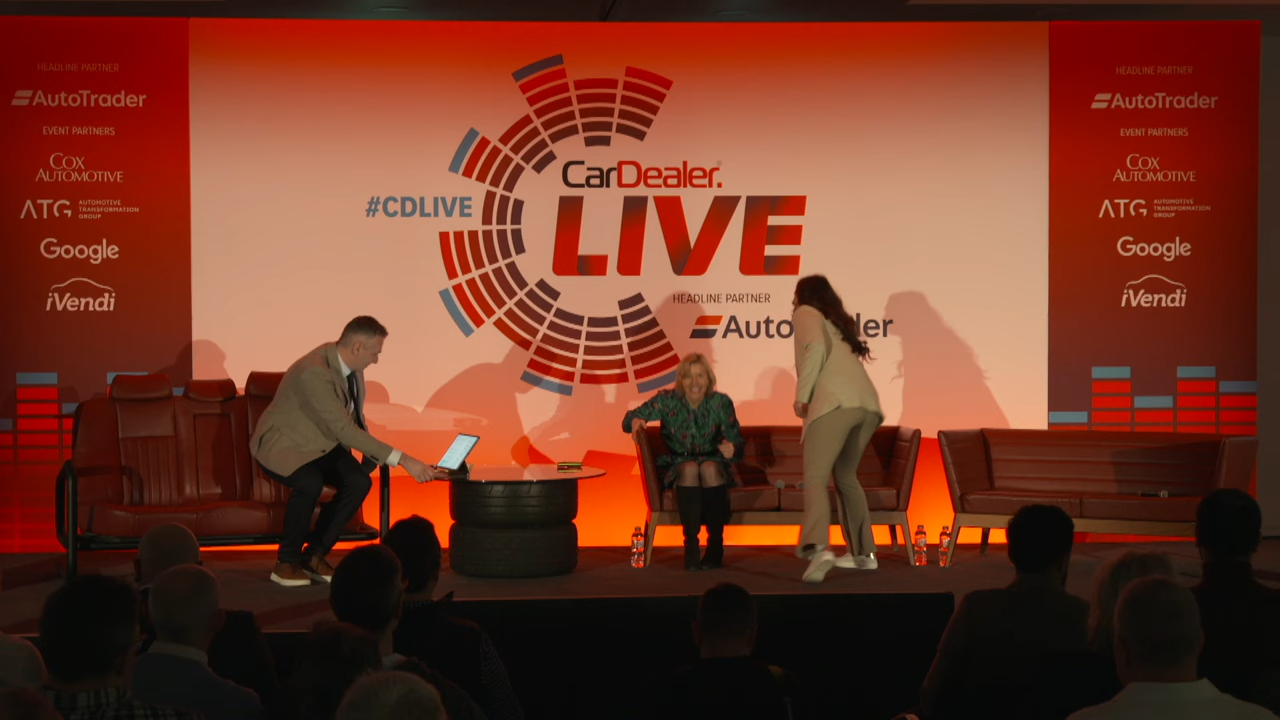 HEADLINE PARTNER
AutoTrader
EVENT PARTNERS
COX
AUTOMOTIVE
ATG AUTOMOTIVE
TRANSFORMATION
GROUP
Google
iVendi
#CDLIVE
CarDealer.
LIVE
HEADLINE PARTNER
Auto der
HEADLINE PARTNER
AutoTrader
EVENT PARTNERS
COX
AUTOMOTIVE
ATG AUTOMOTIVE
TRANSFORMATION
GROUP
Google
iVendi